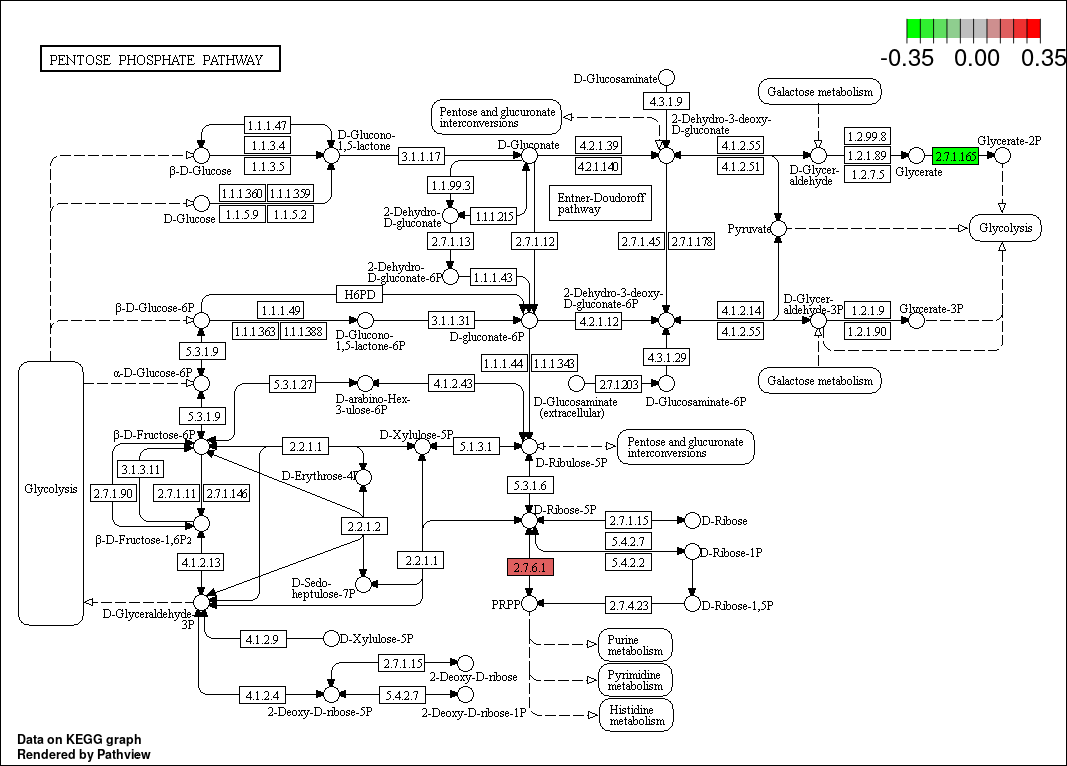 PENTOSE PHOSPHATE PATHWAY
-0.35 0.00 0.35
D-Glucosaminate
4.3.1.9
Galactose metabolism
Pentose and glucuronate
interconversions
2-Dehydro-3-deoxy-
D-gluconate
1.1.1.47
1.1.3.4
1.1.3.5
D-Glucono-
1,5-lactone
3.1.1.17
D-Gluconate
4.2.1.39
4.2.1.140
4.1.2.55
4.1.2.51
D-Glycer-
aldehyde
1.2.99.8
1.2.1.89
1.2.7.5
Glycerate
2.7.1.165
Glycerate-2P
β-D-Glucose
1.1.1.360
1.1.1.359
1.1.5.9
1.1.5.2
D-Glucose
1.1.99.3
2-Dehydro-
D-gluconate
1.1.1.215
Entner-Doudoroff
pathway
2.7.1.13
2.7.1.12
2.7.1.45
2.7.1.178
Pyruvate
Glycolysis
2-Dehydro-
D-gluconate-6P
1.1.1.43
H6PD
β-D-Glucose-6P
1.1.1.49
1.1.1.363
1.1.1.388
D-Glucono-
1,5-lactone-6P
3.1.1.31
D-gluconate-6P
2-Dehydro-3-deoxy-
D-gluconate-6P
4.2.1.12
4.1.2.14
4.1.2.55
D-Glycer-
aldehyde-3P
1.2.1.9
1.2.1.90
Glycerate-3P
5.3.1.9
1.1.1.44
1.1.1.343
4.3.1.29
α-D-Glucose-6P
5.3.1.27
D-arabino-Hex-
3-ulose-6P
4.1.2.43
2.7.1.203
D-Glucosaminate
(extracellular)
D-Glucosaminate-6P
Galactose metabolism
5.3.1.9
β-D-Fructose-6P
2.2.1.1
D-Xylulose-5P
5.3.1.1
D-Ribulose-5P
Pentose and glucuronate
interconversions
3.1.3.11
2.7.1.90
2.7.1.11
2.7.1.146
D-Erythrose-4P
5.3.1.6
Glycolysis
β-D-Fructose-1,6P2
2.2.1.2
D-Ribose-5P
2.7.1.15
D-Ribose
5.4.2.7
5.4.2.2
D-Ribose-1P
4.1.2.13
2.2.1.1
2.7.6.1
D-Sedo-
heptulose-7P
D-Glyceraldehyde-
3P
PRPP
2.7.4.23
D-Ribose-1,5P
4.1.2.9
D-Xylulose-5P
Purine
metabolism
2.7.1.15
2-Deoxy-D-ribose
Pyrimidine
metabolism
4.1.2.4
2-Deoxy-D-ribose-5P
5.4.2.7
2-Deoxy-D-ribose-1P
Histidine
metabolism
Data on KEGG graph
Rendered by Pathview